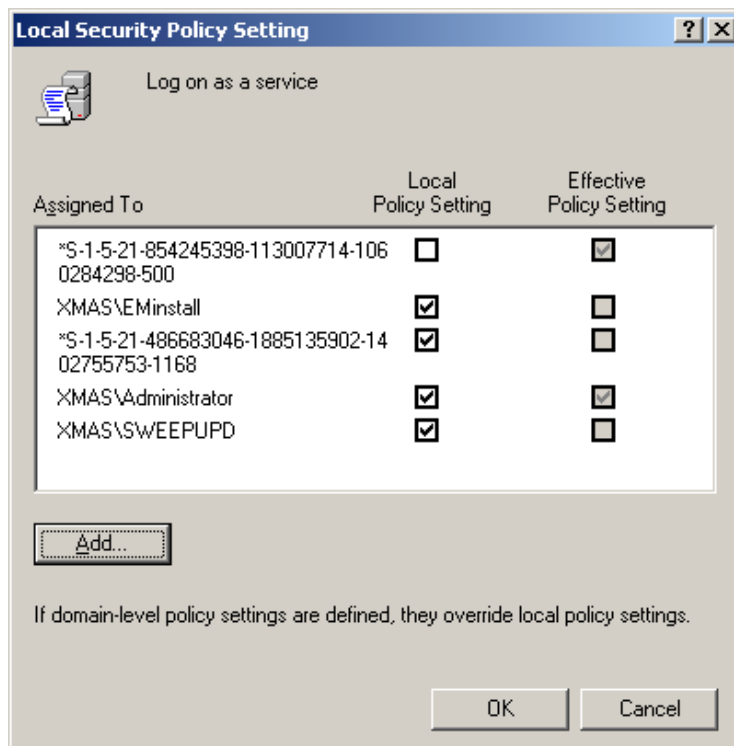 Local Security Policy Setting
Log on as a service
Assigned To
Local
Policy Setting
Effective
Policy Setting
*S-1-5-21-854245398-113007714-106
0284298-500
XMAS\EMinstall
*S-1-5-21-486683046-1885135902-14
02755753-1168
XMAS\Administrator
XMAS\SWEEPUPD
Add...
If domain-level policy settings are defined, they override local policy settings.
OK
Cancel